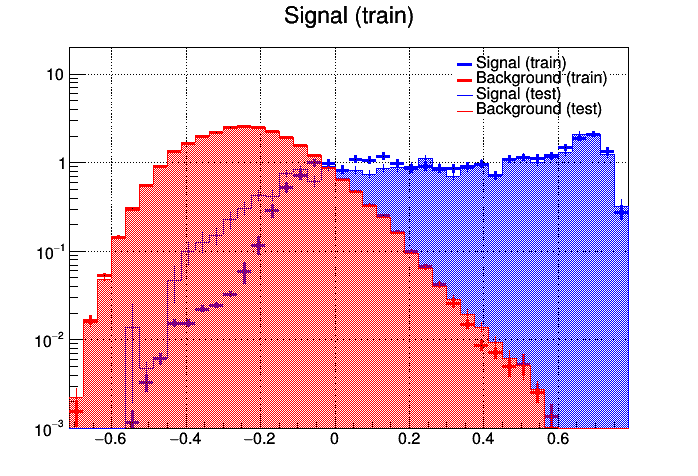 Signal (train)
Signal (train)
Background (train)
Signal (test)
Background (test)
10
1
10⁻¹
10⁻²
10⁻³
−0.6 −0.4 −0.2 0 0.2 0.4 0.6